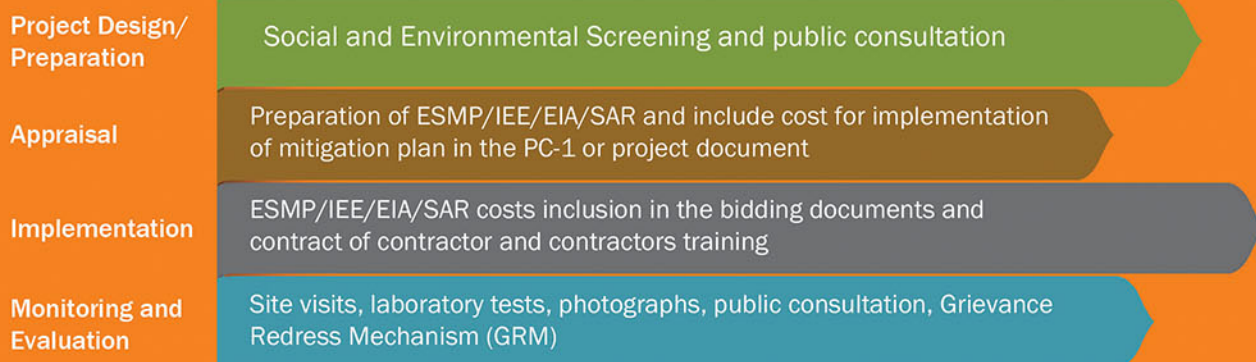 Project Design/
Preparation
Social and Environmental Screening and public consultation
Appraisal
Preparation of ESMP/IEE/EIA/SAR and include cost for implementation
of mitigation plan in the PC-1 or project document
Implementation
ESMP/IEE/EIA/SAR costs inclusion in the bidding documents and
contract of contractor and contractors training
Monitoring and
Evaluation
Site visits, laboratory tests, photographs, public consultation, Grievance
Redress Mechanism (GRM)